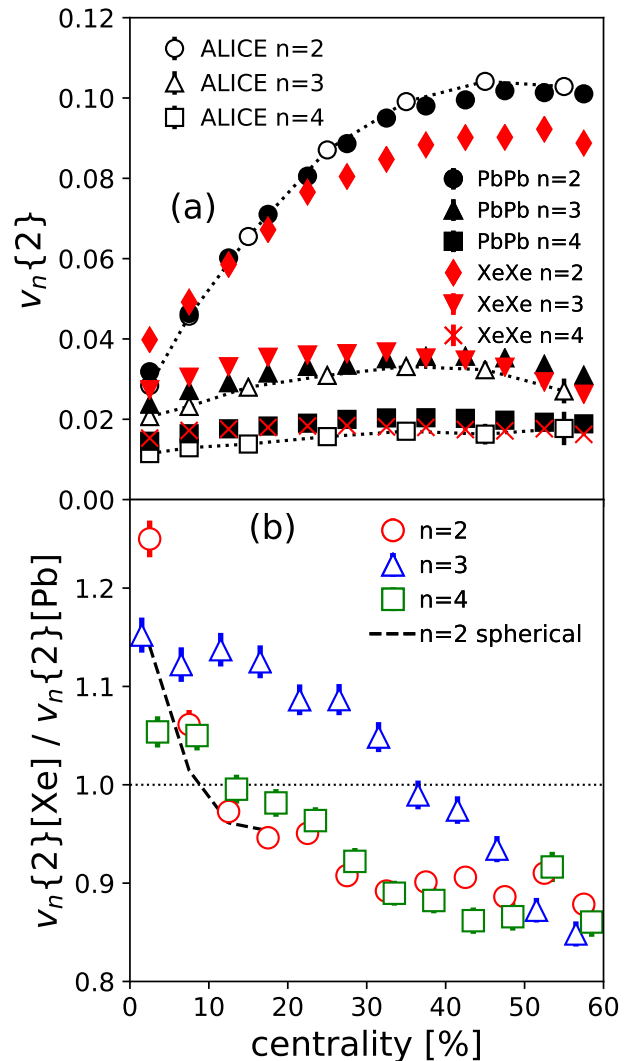 0.12
0.10
0.08
0.06
0.04
0.02
0.00
v_n{2}
ALICE n=2
ALICE n=3
ALICE n=4
(a)
PbPb n=2
PbPb n=3
PbPb n=4
XeXe n=2
XeXe n=3
XeXe n=4
(b)
n=2
n=3
n=4
n=2 spherical
1.2
1.1
1.0
0.9
0.8
v_n{2}[Xe] / v_n{2}[Pb]
0 10 20 30 40 50 60
centrality [%]